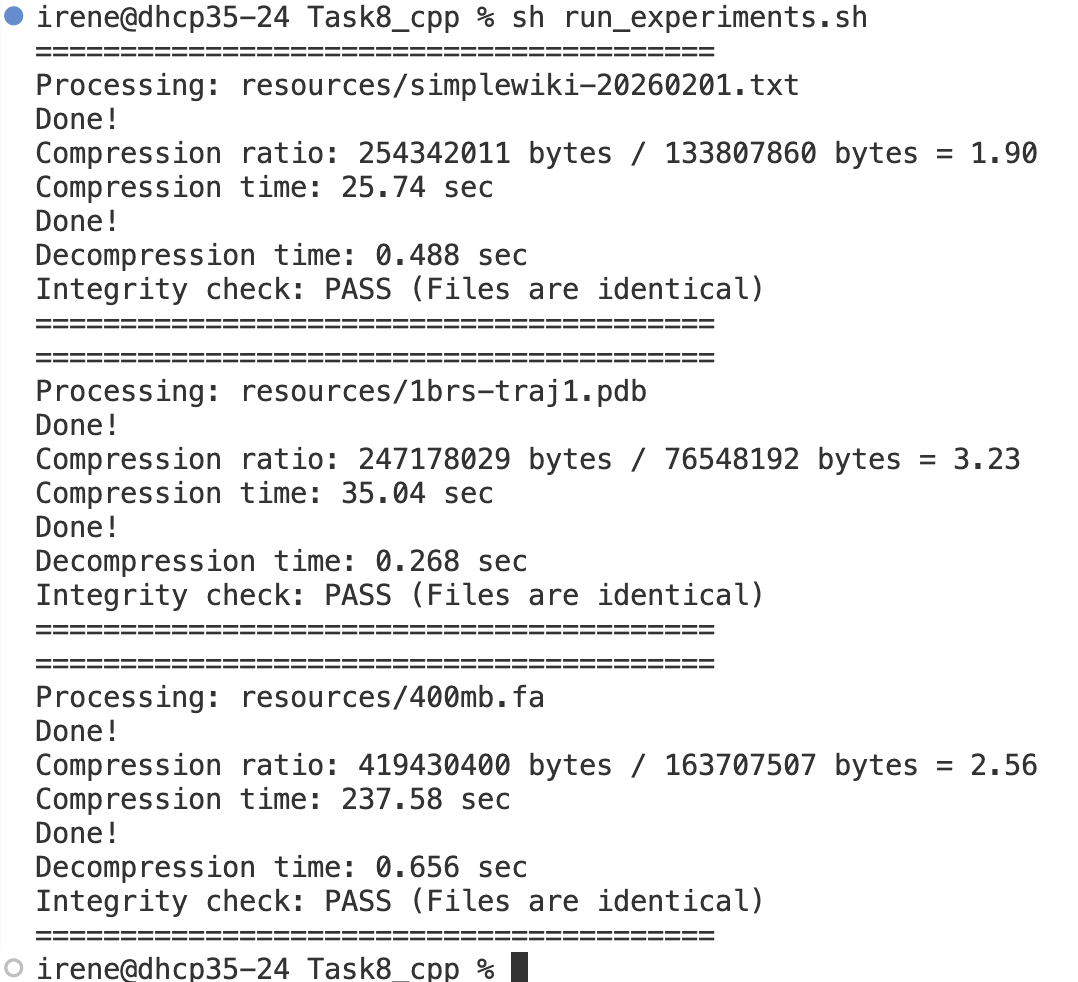 irene@dhcp35-24 Task8_cpp % sh run_experiments.sh
========================================
Processing: resources/simplewiki-20260201.txt
Done!
Compression ratio: 254342011 bytes / 133807860 bytes = 1.90
Compression time: 25.74 sec
Done!
Decompression time: 0.488 sec
Integrity check: PASS (Files are identical)
========================================
========================================
Processing: resources/1brs-traj1.pdb
Done!
Compression ratio: 247178029 bytes / 76548192 bytes = 3.23
Compression time: 35.04 sec
Done!
Decompression time: 0.268 sec
Integrity check: PASS (Files are identical)
========================================
========================================
Processing: resources/400mb.fa
Done!
Compression ratio: 419430400 bytes / 163707507 bytes = 2.56
Compression time: 237.58 sec
Done!
Decompression time: 0.656 sec
Integrity check: PASS (Files are identical)
========================================
irene@dhcp35-24 Task8_cpp %